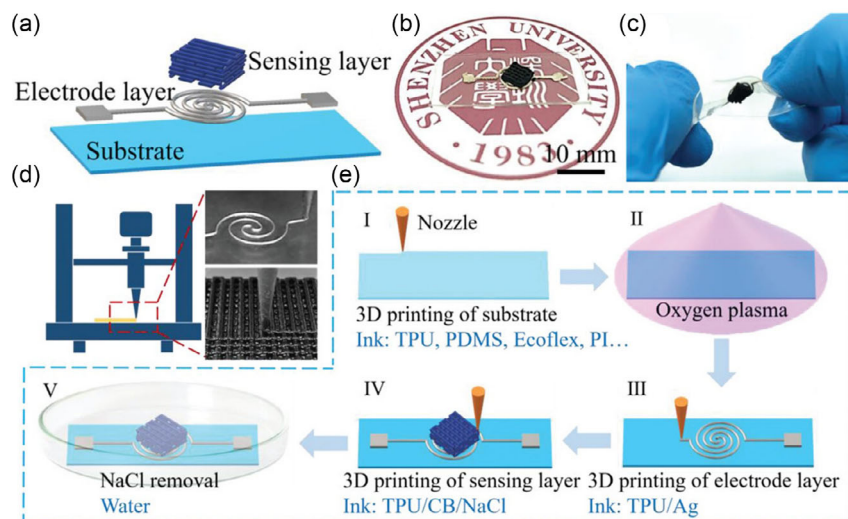 (a)
Sensing layer
Electrode layer
Substrate
(b)
SHENZHEN UNIVERSITY
· 1983 ·
10 mm
(c)
(d)
(e)
I
Nozzle
3D printing of substrate
Ink: TPU, PDMS, Ecoflex, PI…
II
Oxygen plasma
III
3D printing of electrode layer
Ink: TPU/Ag
IV
3D printing of sensing layer
Ink: TPU/CB/NaCl
V
NaCl removal
Water